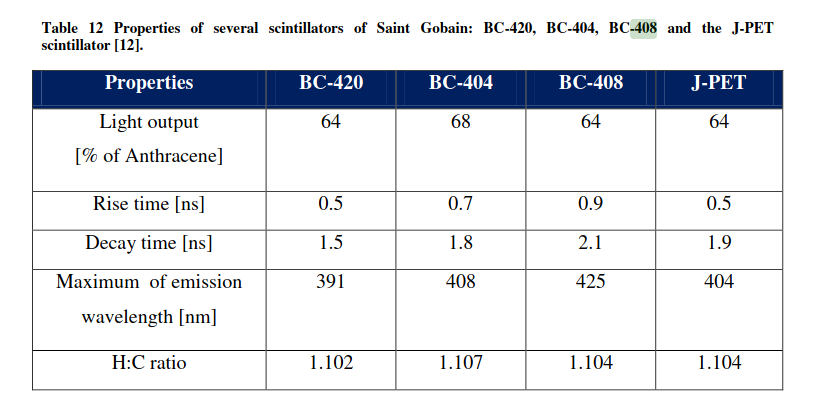 Table 12 Properties of several scintillators of Saint Gobain: BC-420, BC-404, BC-408 and the J-PET
scintillator [12].
Properties BC-420 BC-404 BC-408 J-PET
Light output 64 68 64 64
[% of Anthracene]
Rise time [ns] 0.5 0.7 0.9 0.5
Decay time [ns] 1.5 1.8 2.1 1.9
Maximum of emission 391 408 425 404
wavelength [nm]
H:C ratio 1.102 1.107 1.104 1.104